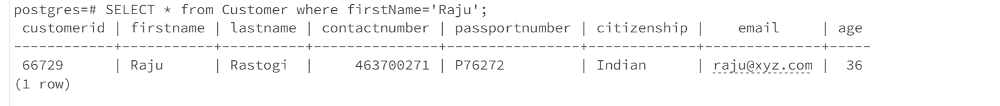 postgres=# SELECT * from Customer where firstName='Raju';
 customerid | firstname | lastname | contactnumber | passportnumber | citizenship |    email     | age
------------+-----------+----------+---------------+----------------+-------------+--------------+-----
 66729      | Raju      | Rastogi  |     463700271 | P76272         | Indian      | raju@xyz.com |  36
(1 row)